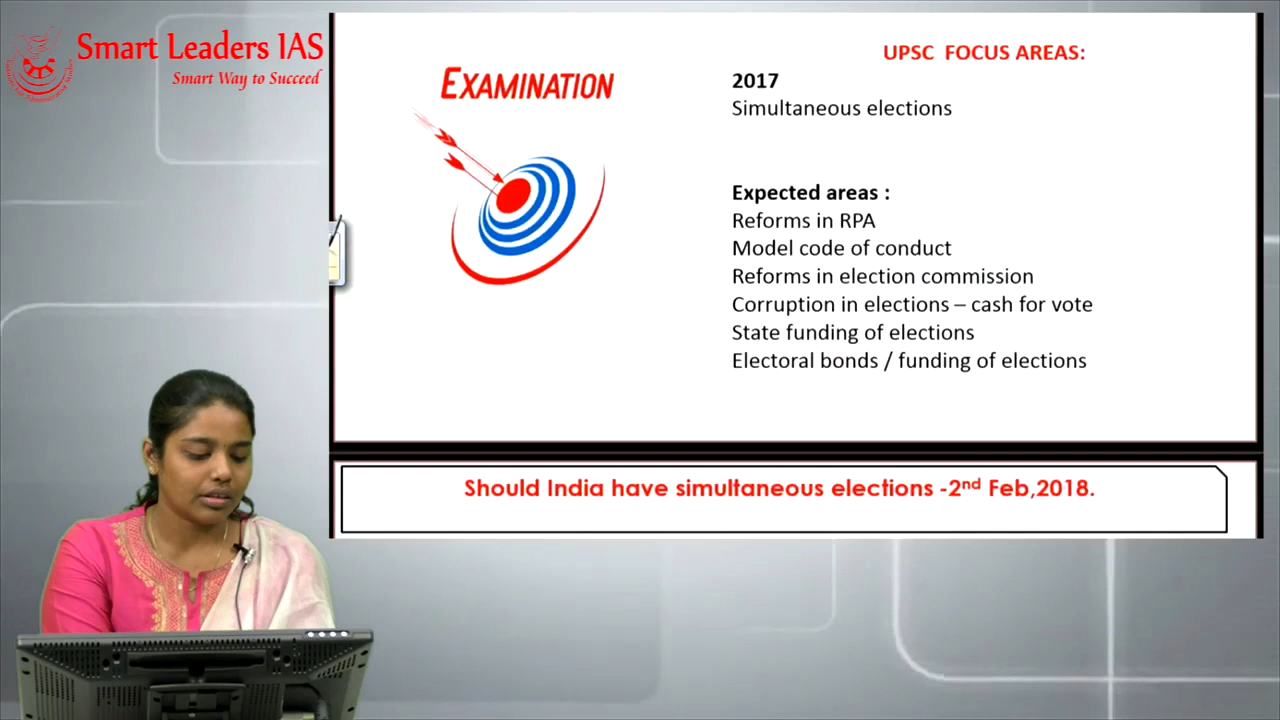 Smart Leaders IAS
Smart Way to Succeed
EXAMINATION
UPSC FOCUS AREAS:
2017
Simultaneous elections
Expected areas :
Reforms in RPA
Model code of conduct
Reforms in election commission
Corruption in elections – cash for vote
State funding of elections
Electoral bonds / funding of elections
Should India have simultaneous elections -2nd Feb,2018.